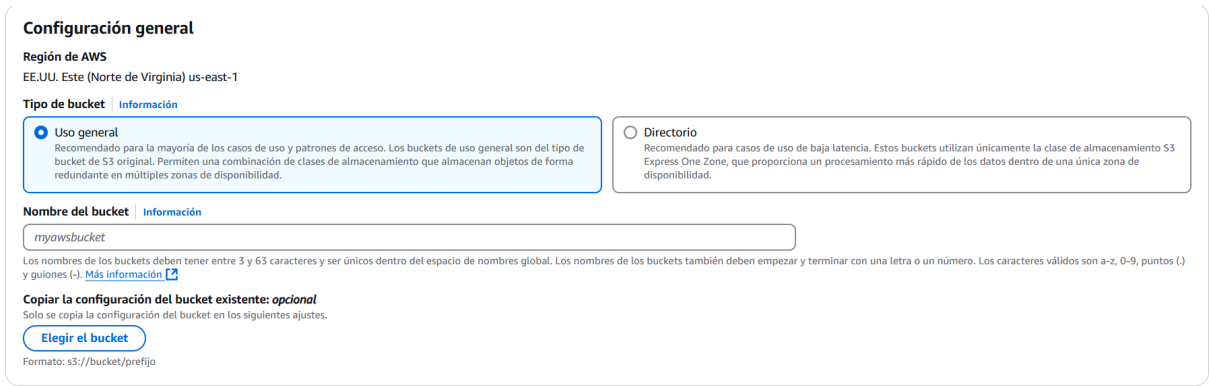 Configuración general
Región de AWS
EE.UU. Este (Norte de Virginia) us-east-1
Tipo de bucket Información
Uso general
Recomendado para la mayoría de los casos de uso y patrones de acceso. Los buckets de uso general son del tipo de
bucket de S3 original. Permiten una combinación de clases de almacenamiento que almacenan objetos de forma
redundante en múltiples zonas de disponibilidad.
Directorio
Recomendado para casos de uso de baja latencia. Estos buckets utilizan únicamente la clase de almacenamiento S3
Express One Zone, que proporciona un procesamiento más rápido de los datos dentro de una única zona de
disponibilidad.
Nombre del bucket Información
myawsbucket
Los nombres de los buckets deben tener entre 3 y 63 caracteres y ser únicos dentro del espacio de nombres global. Los nombres de los buckets también deben empezar y terminar con una letra o un número. Los caracteres válidos son a-z, 0-9, puntos (.)
y guiones (-). Más información
Copiar la configuración del bucket existente: opcional
Solo se copia la configuración del bucket en los siguientes ajustes.
Elegir el bucket
Formato: s3://bucket/prefijo